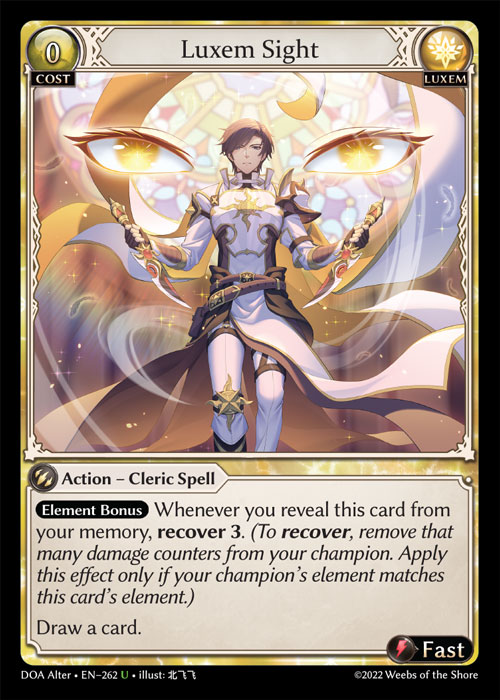 0
COST
Luxem Sight
LUXEM
Action – Cleric Spell
Element Bonus Whenever you reveal this card from
your memory, recover 3. (To recover, remove that
many damage counters from your champion. Apply
this effect only if your champion's element matches
this card's element.)
Draw a card.
Fast
DOA Alter • EN–262 U • illust: 北飞飞
©2022 Weebs of the Shore